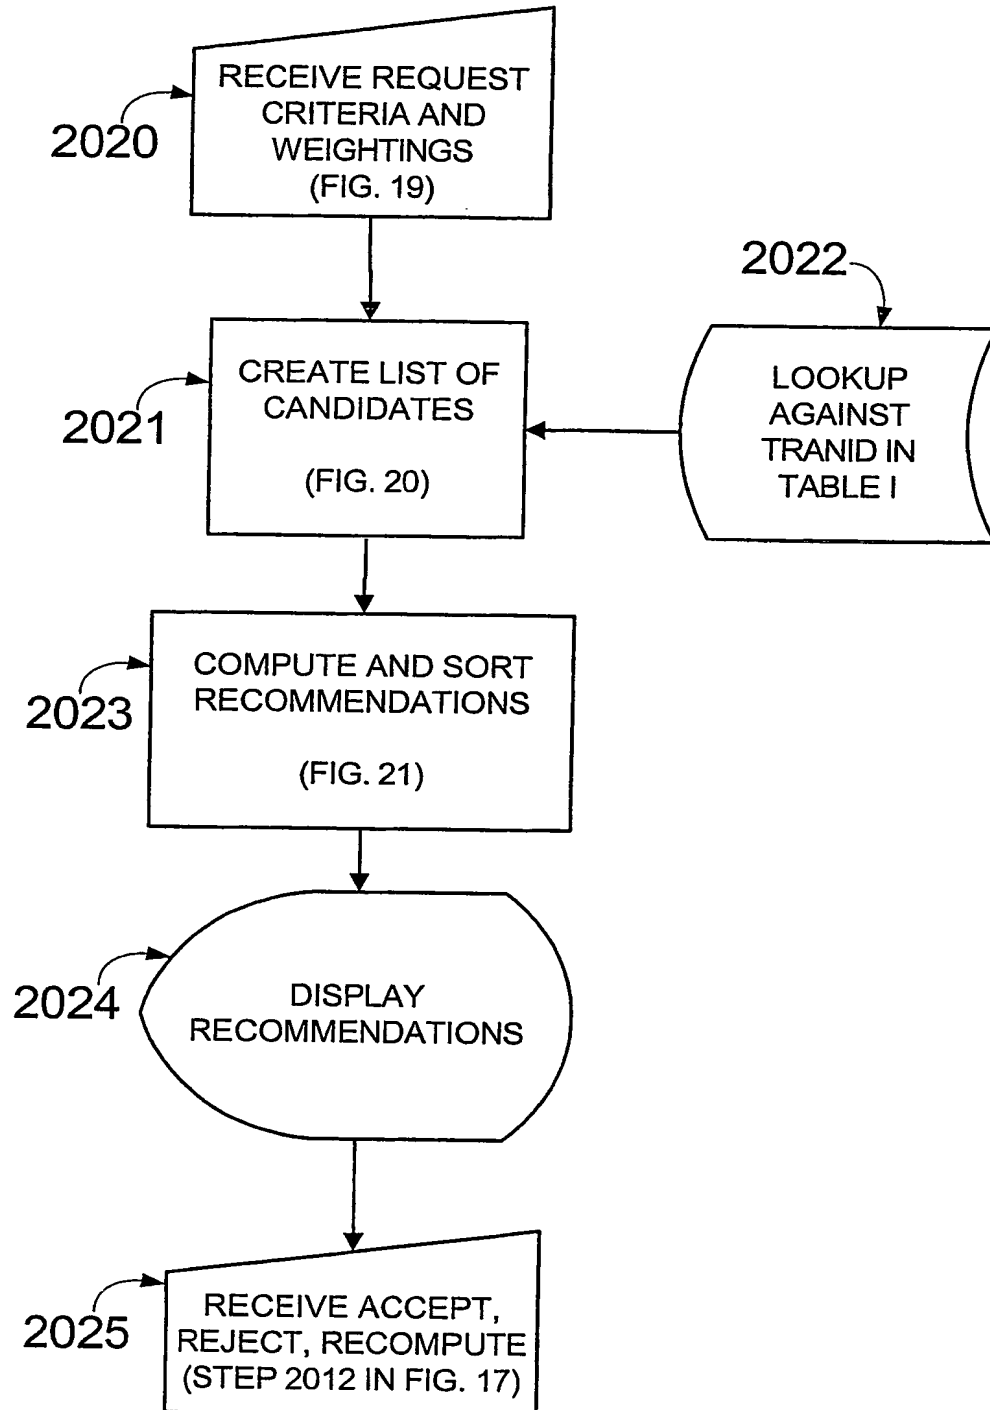 RECEIVE REQUEST
CRITERIA AND
WEIGHTINGS
(FIG. 19)
2020
2022
CREATE LIST OF
CANDIDATES
(FIG. 20)
2021
LOOKUP
AGAINST
TRANID IN
TABLE I
COMPUTE AND SORT
RECOMMENDATIONS
(FIG. 21)
2023
DISPLAY
RECOMMENDATIONS
2024
RECEIVE ACCEPT,
REJECT, RECOMPUTE
(STEP 2012 IN FIG. 17)
2025